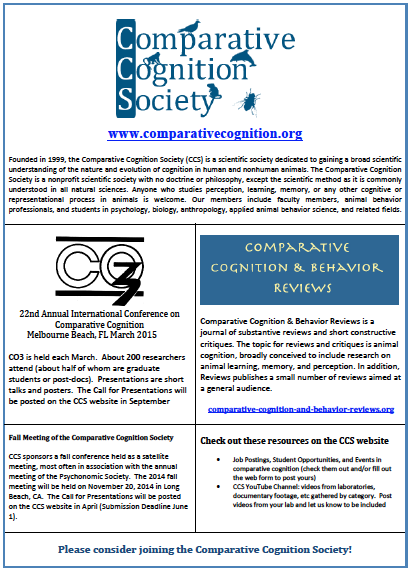 Comparative
Cognition
Society
www.comparativecognition.org
Founded in 1999, the Comparative Cognition Society (CCS) is a scientific society dedicated to gaining a broad scientific
understanding of the nature and evolution of cognition in human and nonhuman animals. The Comparative Cognition
Society is a nonprofit scientific society with no doctrine or philosophy, except the scientific method as it is commonly
understood in all natural sciences. Anyone who studies perception, learning, memory, or any other cognitive or
representational process in animals is welcome. Our members include faculty members, animal behavior
professionals, and students in psychology, biology, anthropology, applied animal behavior science, and related fields.
CO3
22nd Annual International Conference on
Comparative Cognition
Melbourne Beach, FL March 2015
CO3 is held each March. About 200 researchers
attend (about half of whom are graduate
students or post-docs). Presentations are short
talks and posters. The Call for Presentations will
be posted on the CCS website in September
COMPARATIVE
COGNITION & BEHAVIOR
REVIEWS
Comparative Cognition & Behavior Reviews is a
journal of substantive reviews and short constructive
critiques. The topic for reviews and critiques is animal
cognition, broadly conceived to include research on
animal learning, memory, and perception. In addition,
Reviews publishes a small number of reviews aimed at
a general audience.
comparative-cognition-and-behavior-reviews.org
Fall Meeting of the Comparative Cognition Society
CCS sponsors a fall conference held as a satellite
meeting, most often in association with the annual
meeting of the Psychonomic Society. The 2014 fall
meeting will be held on November 20, 2014 in Long
Beach, CA. The Call for Presentations will be posted
on the CCS website in April (Submission Deadline June
1).
Check out these resources on the CCS website
• Job Postings, Student Opportunities, and Events in
comparative cognition (check them out and/or fill out
the web form to post yours)
• CCS YouTube Channel: videos from laboratories,
documentary footage, etc gathered by category. Post
videos from your lab and let us know to be included
Please consider joining the Comparative Cognition Society!